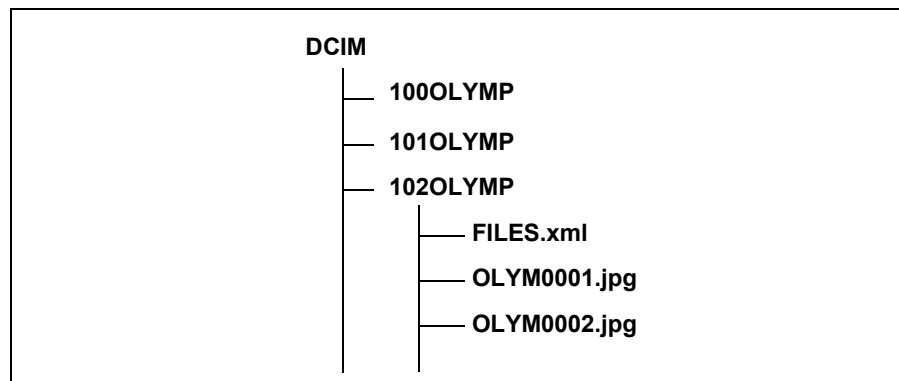 DCIM
100OLYMP
101OLYMP
102OLYMP
FILES.xml
OLYM0001.jpg
OLYM0002.jpg